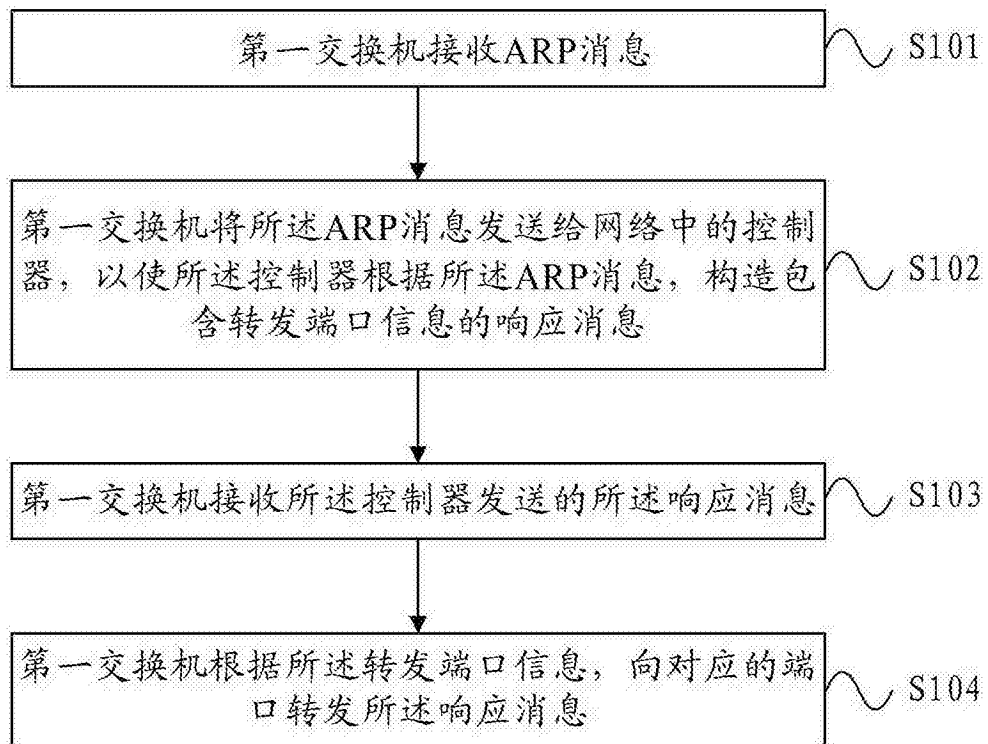 第一交换机接收ARP消息
S101
第一交换机将所述ARP消息发送给网络中的控制
器，以使所述控制器根据所述ARP消息，构造包
含转发端口信息的响应消息
S102
第一交换机接收所述控制器发送的所述响应消息
S103
第一交换机根据所述转发端口信息，向对应的端
口转发所述响应消息
S104